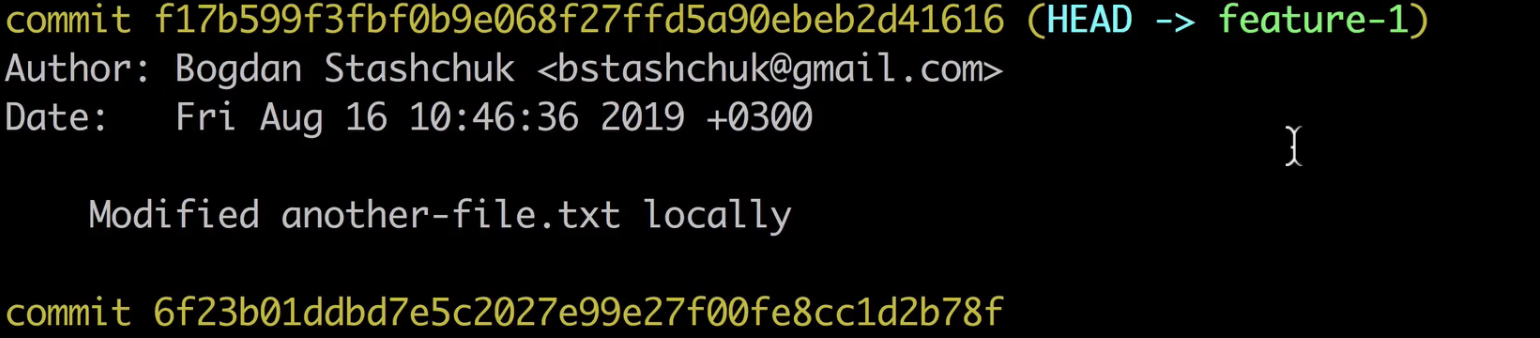 commit f17b599f3fbf0b9e068f27ffd5a90ebeb2d41616 (HEAD -> feature-1)
Author: Bogdan Stashchuk <bstashchuk@gmail.com>
Date:   Fri Aug 16 10:46:36 2019 +0300
Modified another-file.txt locally
commit 6f23b01ddbd7e5c2027e99e27f00fe8cc1d2b78f